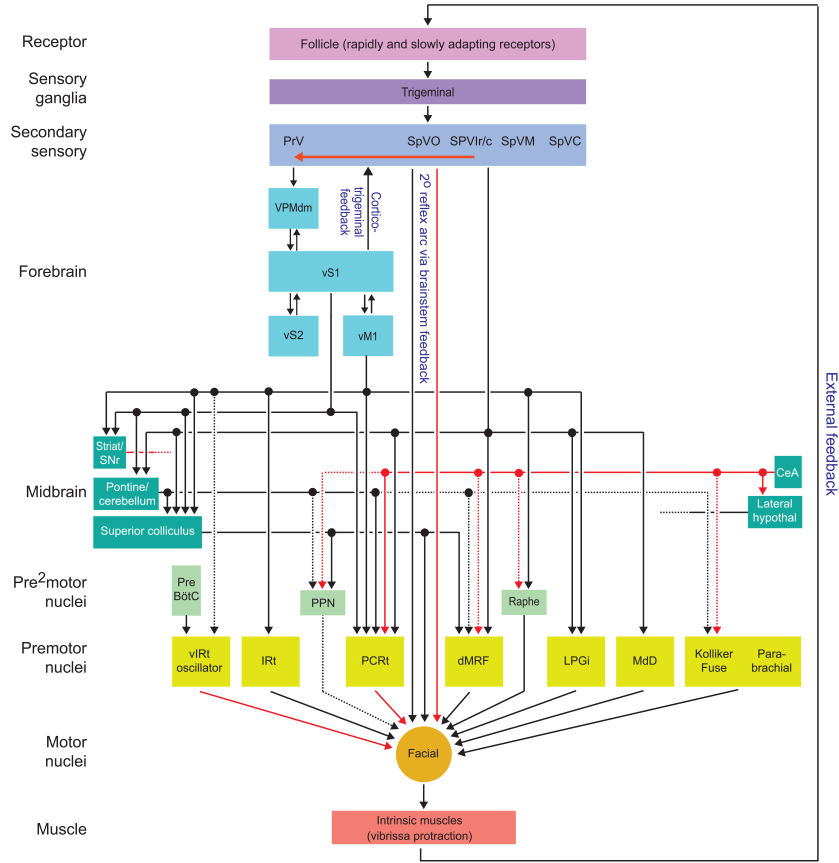 Receptor
Follicle (rapidly and slowly adapting receptors)
Sensory
ganglia
Trigeminal
Secondary
sensory
PrV
SpVO
SPVIr/c
SpVM
SpVC
VPMdm
Cortico-
trigeminal
feedback
2º reflex arc via brainstem feedback
Forebrain
vS1
vS2
vM1
External feedback
Striat/
SNr
CeA
Midbrain
Pontine/
cerebellum
Lateral
hypothal
Superior colliculus
Pre²motor
nuclei
Pre
BötC
PPN
Raphe
Premotor
nuclei
vIRt
oscillator
IRt
PCRt
dMRF
LPGi
MdD
Kolliker
Fuse
Para-
brachial
Motor
nuclei
Facial
Muscle
Intrinsic muscles
(vibrissa protraction)